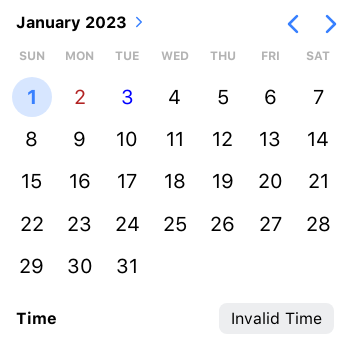 January 2023
SUN MON TUE WED THU FRI SAT
1 2 3 4 5 6 7
8 9 10 11 12 13 14
15 16 17 18 19 20 21
22 23 24 25 26 27 28
29 30 31
Time Invalid Time